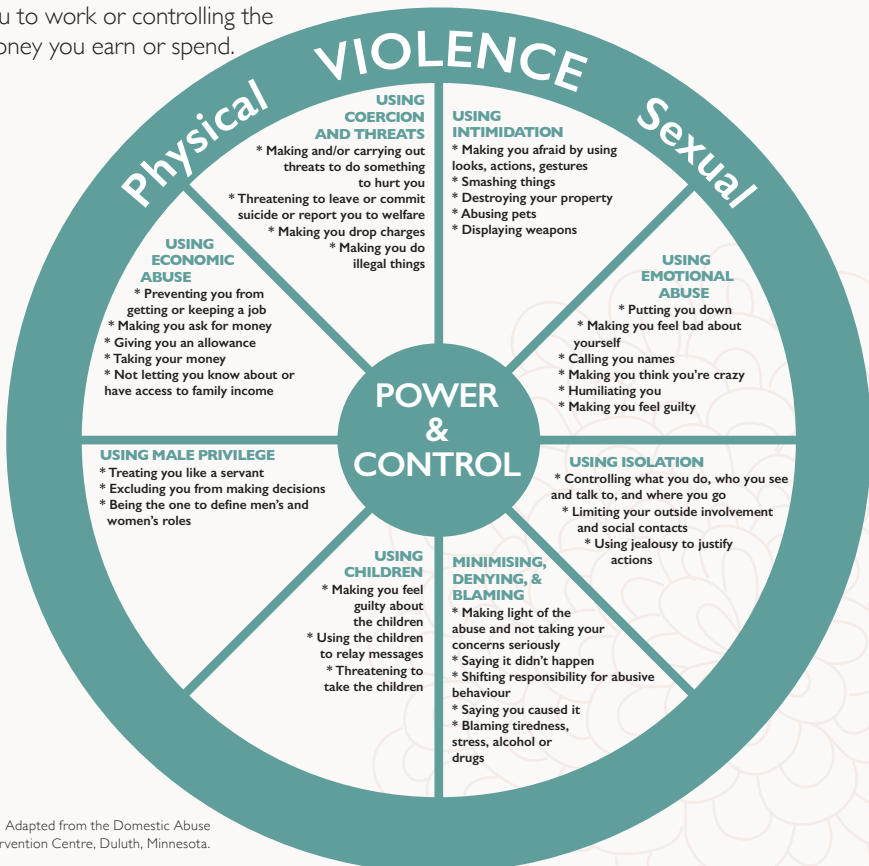 u to work or controlling the
oney you earn or spend.
VIOLENCE
Physical
Sexual
USING
COERCION
AND THREATS
* Making and/or carrying out
threats to do something
to hurt you
* Threatening to leave or commit
suicide or report you to welfare
* Making you drop charges
* Making you do
illegal things
USING
INTIMIDATION
* Making you afraid by using
looks, actions, gestures
* Smashing things
* Destroying your property
* Abusing pets
* Displaying weapons
USING
ECONOMIC
ABUSE
* Preventing you from
getting or keeping a job
* Making you ask for money
* Giving you an allowance
* Taking your money
* Not letting you know about or
have access to family income
USING
EMOTIONAL
ABUSE
* Putting you down
* Making you feel bad about
yourself
* Calling you names
* Making you think you're crazy
* Humiliating you
* Making you feel guilty
POWER
&
CONTROL
USING MALE PRIVILEGE
* Treating you like a servant
* Excluding you from making decisions
* Being the one to define men's and
women's roles
USING ISOLATION
* Controlling what you do, who you see
and talk to, and where you go
* Limiting your outside involvement
and social contacts
* Using jealousy to justify
actions
USING
CHILDREN
* Making you feel
guilty about
the children
* Using the children
to relay messages
* Threatening to
take the children
MINIMISING,
DENYING, &
BLAMING
* Making light of the
abuse and not taking your
concerns seriously
* Saying it didn't happen
* Shifting responsibility for abusive
behaviour
* Saying you caused it
* Blaming tiredness,
stress, alcohol or
drugs
Adapted from the Domestic Abuse
rvention Centre, Duluth, Minnesota.